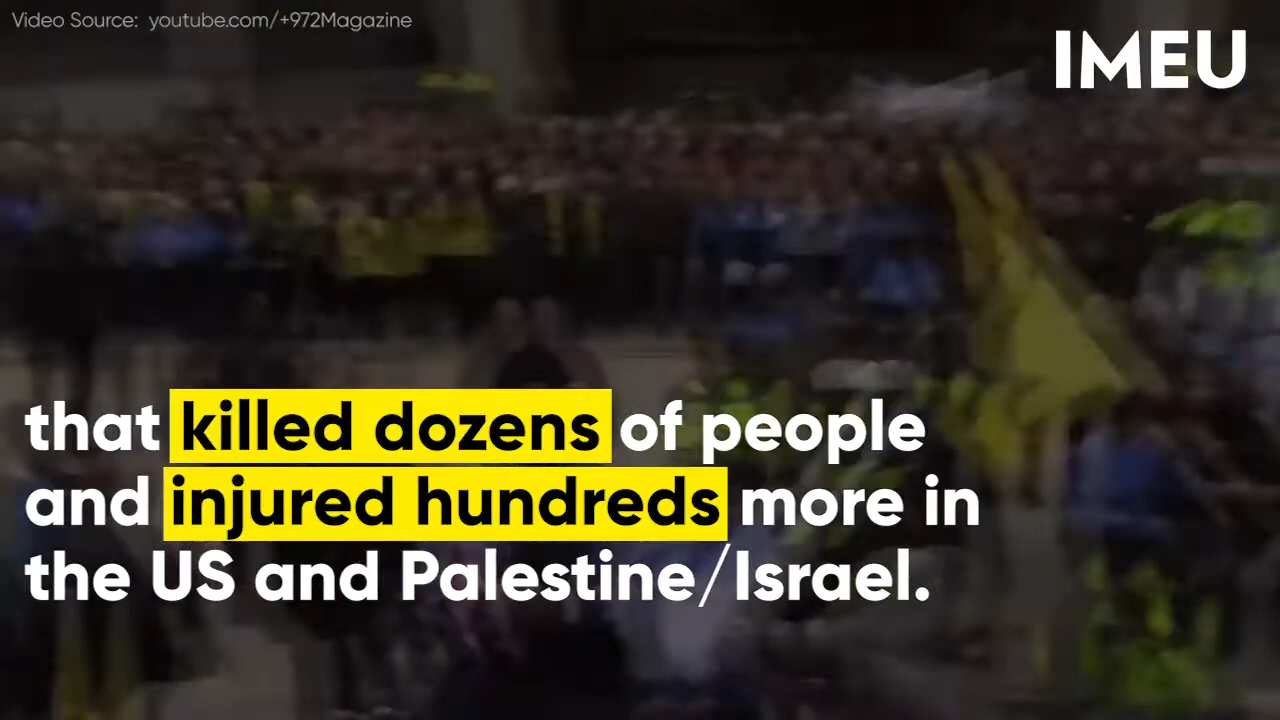 Video Source: youtube.com/+972Magazine
IMEU
that killed dozens of people
and injured hundreds more in
the US and Palestine/Israel.